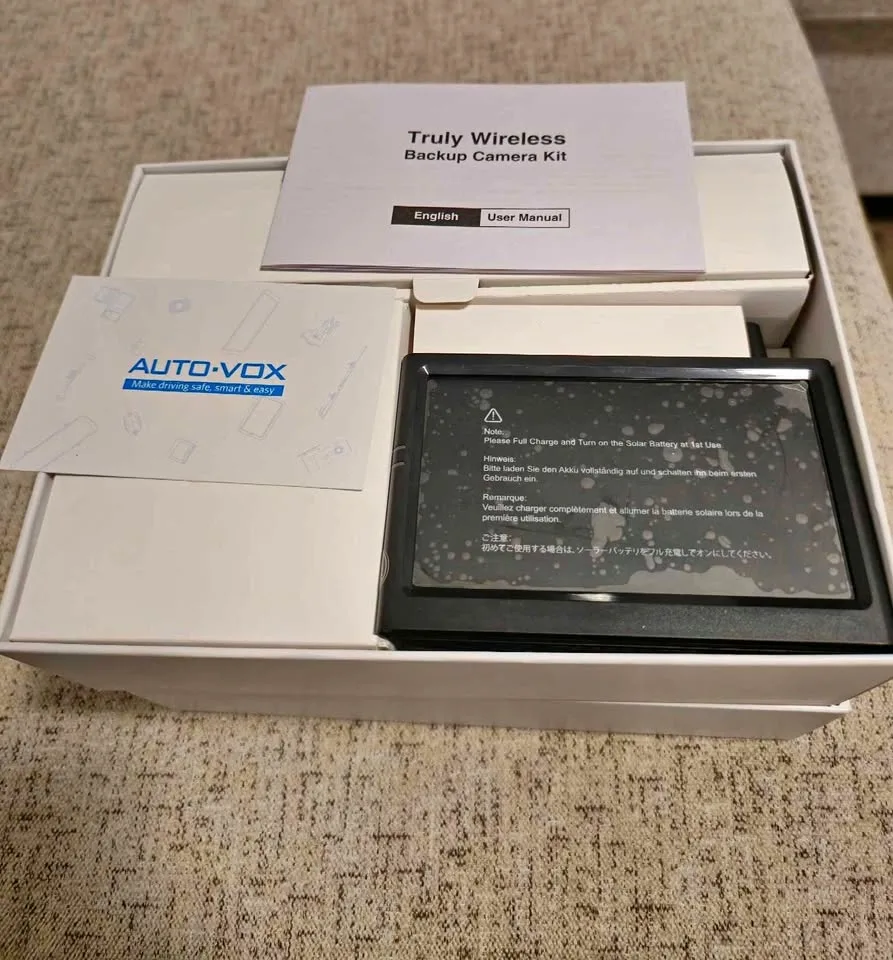 Truly Wireless
Backup Camera Kit
English User Manual
AUTO·VOX
Make driving safe, smart & easy
Note:
Please Full Charge and Turn on the Solar Battery at 1st Use.
Hinweis:
Bitte laden Sie den Akku vollständig auf und schalten ihn beim ersten
Gebrauch ein.
Remarque:
Veuillez charger complètement et allumer la batterie solaire lors de la
première utilisation.
ご注意:
初めてご使用する場合は、ソーラーバッテリをフル充電してオンにしてください。